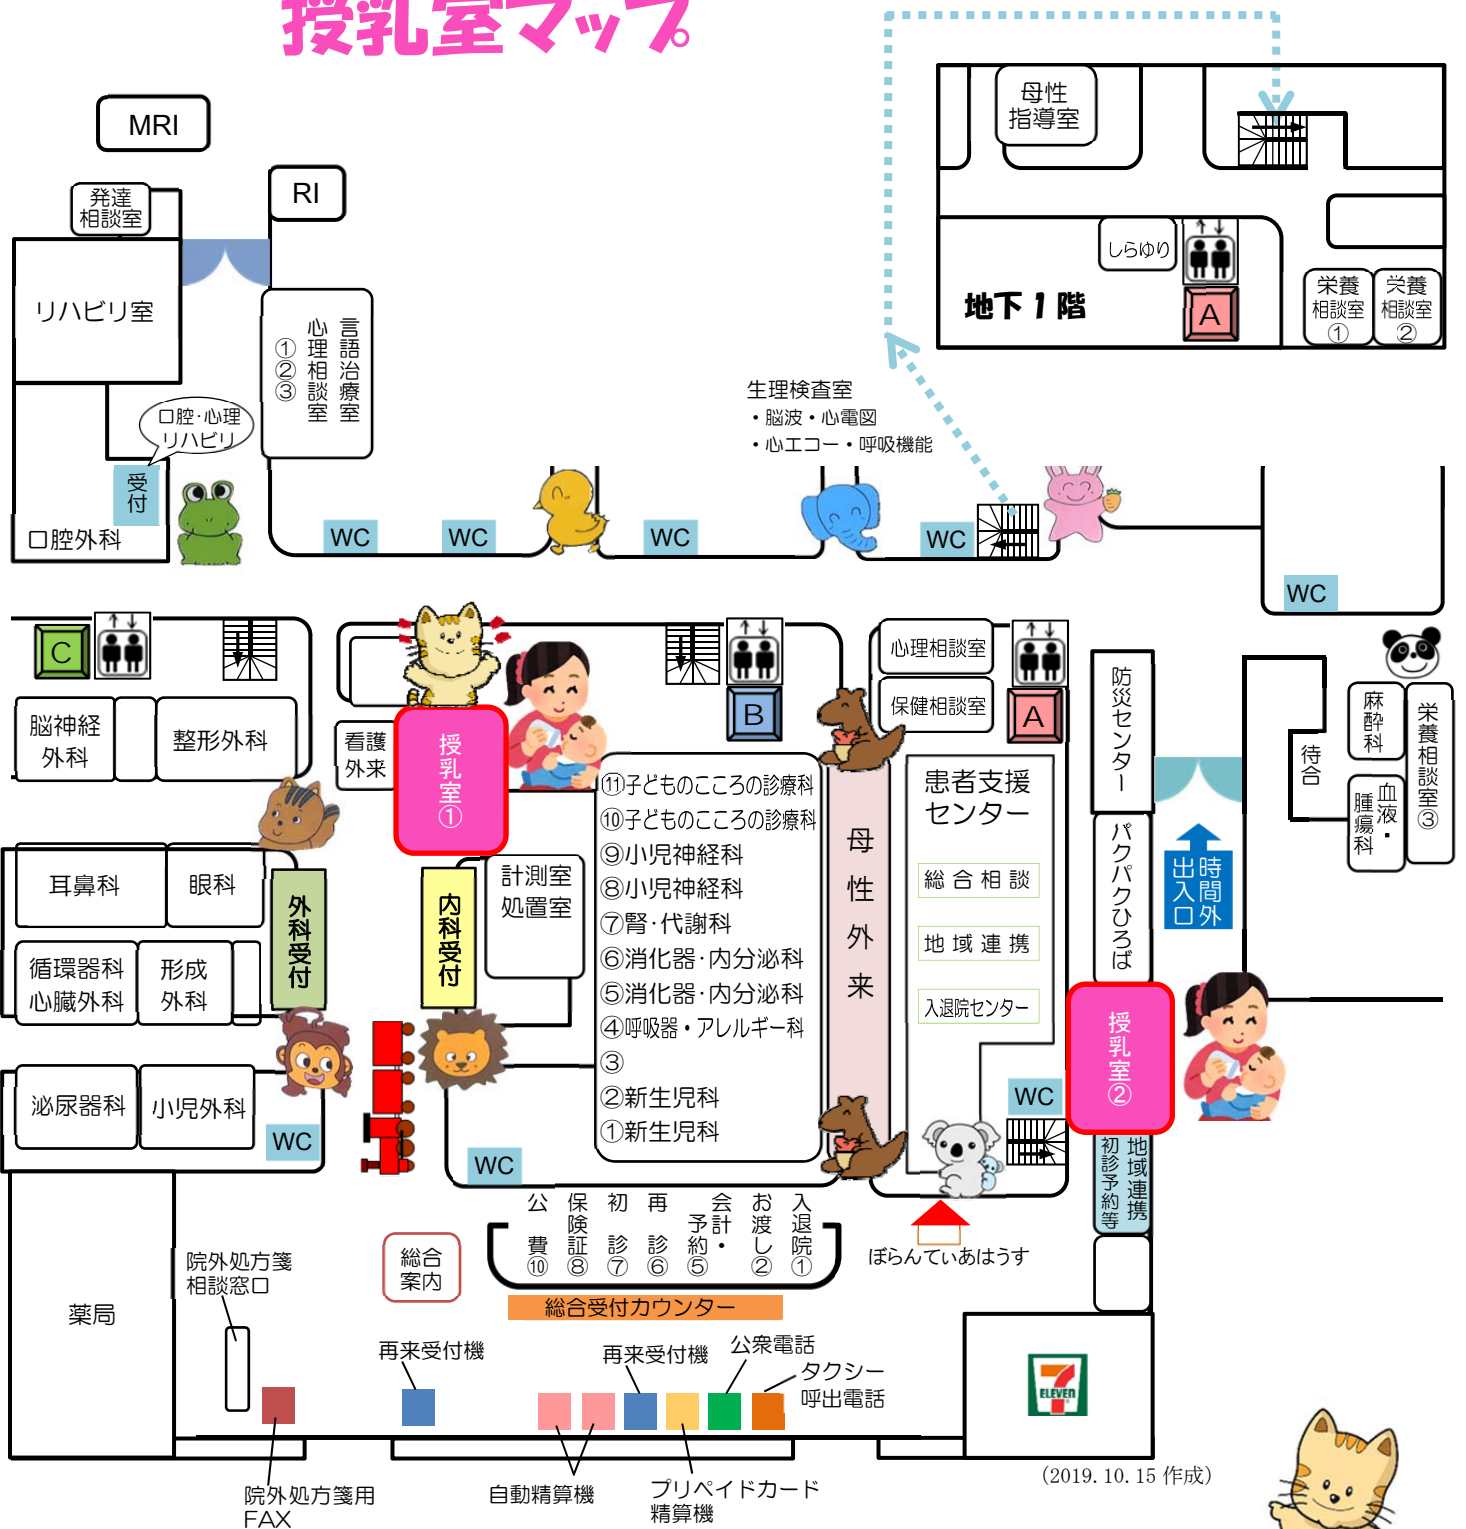 授乳室マップ
MRI
RI
発達
相談室
リハビリ室
言語治療室
心理相談室
①②③
口腔・心理
リハビリ
受付
口腔外科
母性
指導室
しらゆり
地下1階
A
栄養
相談室
①
栄養
相談室
②
生理検査室
・脳波・心電図
・心エコー・呼吸機能
WC
WC
WC
WC
WC
C
脳神経
外科
整形外科
看護
外来
授乳室①
B
心理相談室
保健相談室
A
防災センター
待合
麻酔科
血液・
腫瘍科
栄養相談室③
⑪子どものこころの診療科
⑩子どものこころの診療科
⑨小児神経科
⑧小児神経科
⑦腎・代謝科
⑥消化器・内分泌科
⑤消化器・内分泌科
④呼吸器・アレルギー科
③
②新生児科
①新生児科
母性外来
患者支援
センター
総合相談
地域連携
入退院センター
パクパクひろば
時間外
出入口
耳鼻科
眼科
外科受付
内科受付
計測室
処置室
循環器科
心臓外科
形成
外科
泌尿器科
小児外科
WC
WC
WC
授乳室②
地域連携
初診予約等
公費⑩
保険証⑧
初診⑦
再診⑥
会計・
予約⑤
お渡し②
入退院①
ぼらんてぃあはうす
総合
案内
総合受付カウンター
院外処方箋
相談窓口
薬局
再来受付機
再来受付機
公衆電話
タクシー
呼出電話
7
ELEVEN
院外処方箋用
FAX
自動精算機
プリペイドカード
精算機
（2019.10.15 作成）